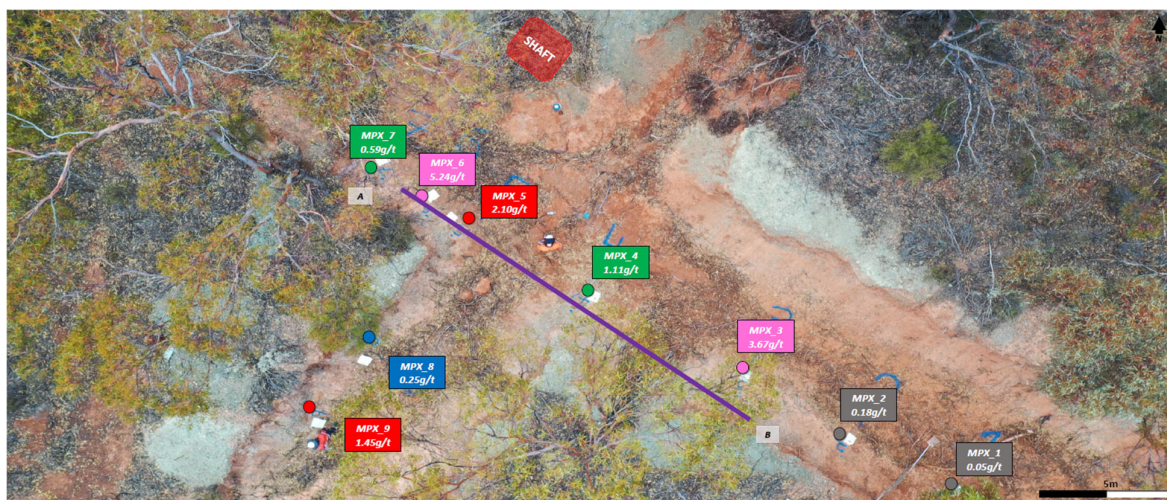 SHAFT
N
MPX_7
0.59g/t
MPX_6
5.24g/t
A
MPX_5
2.10g/t
MPX_4
1.11g/t
MPX_3
3.67g/t
MPX_8
0.25g/t
MPX_2
0.18g/t
MPX_9
1.45g/t
B
MPX_1
0.05g/t
5m